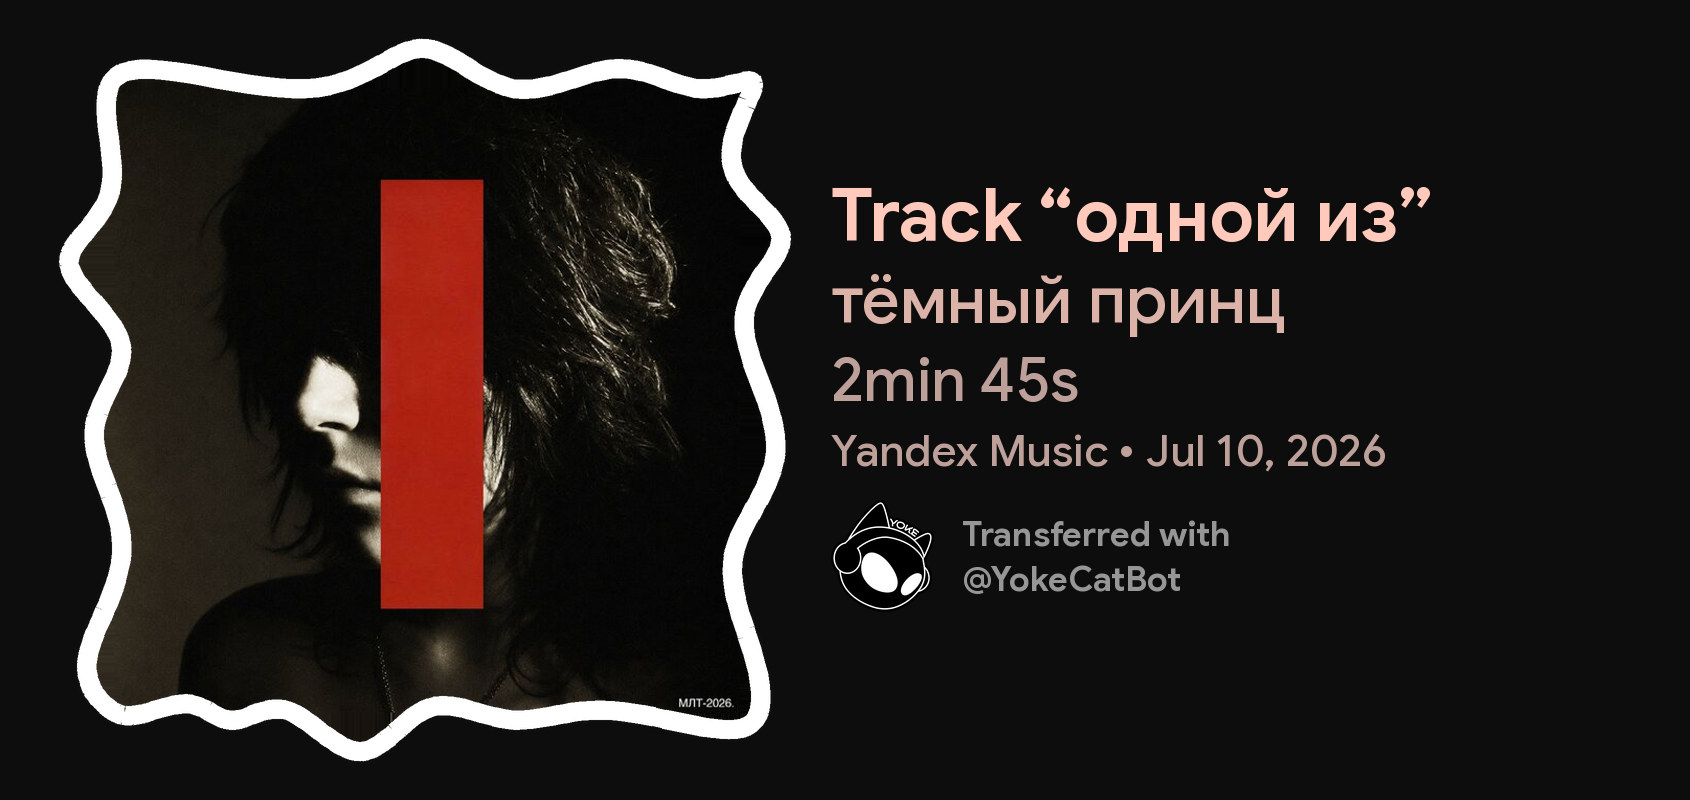 Track “одной из”
тёмный принц
2min 45s
Yandex Music • Jul 10, 2026
YOKE
Transferred with
@YokeCatBot
МЛТ-2026.